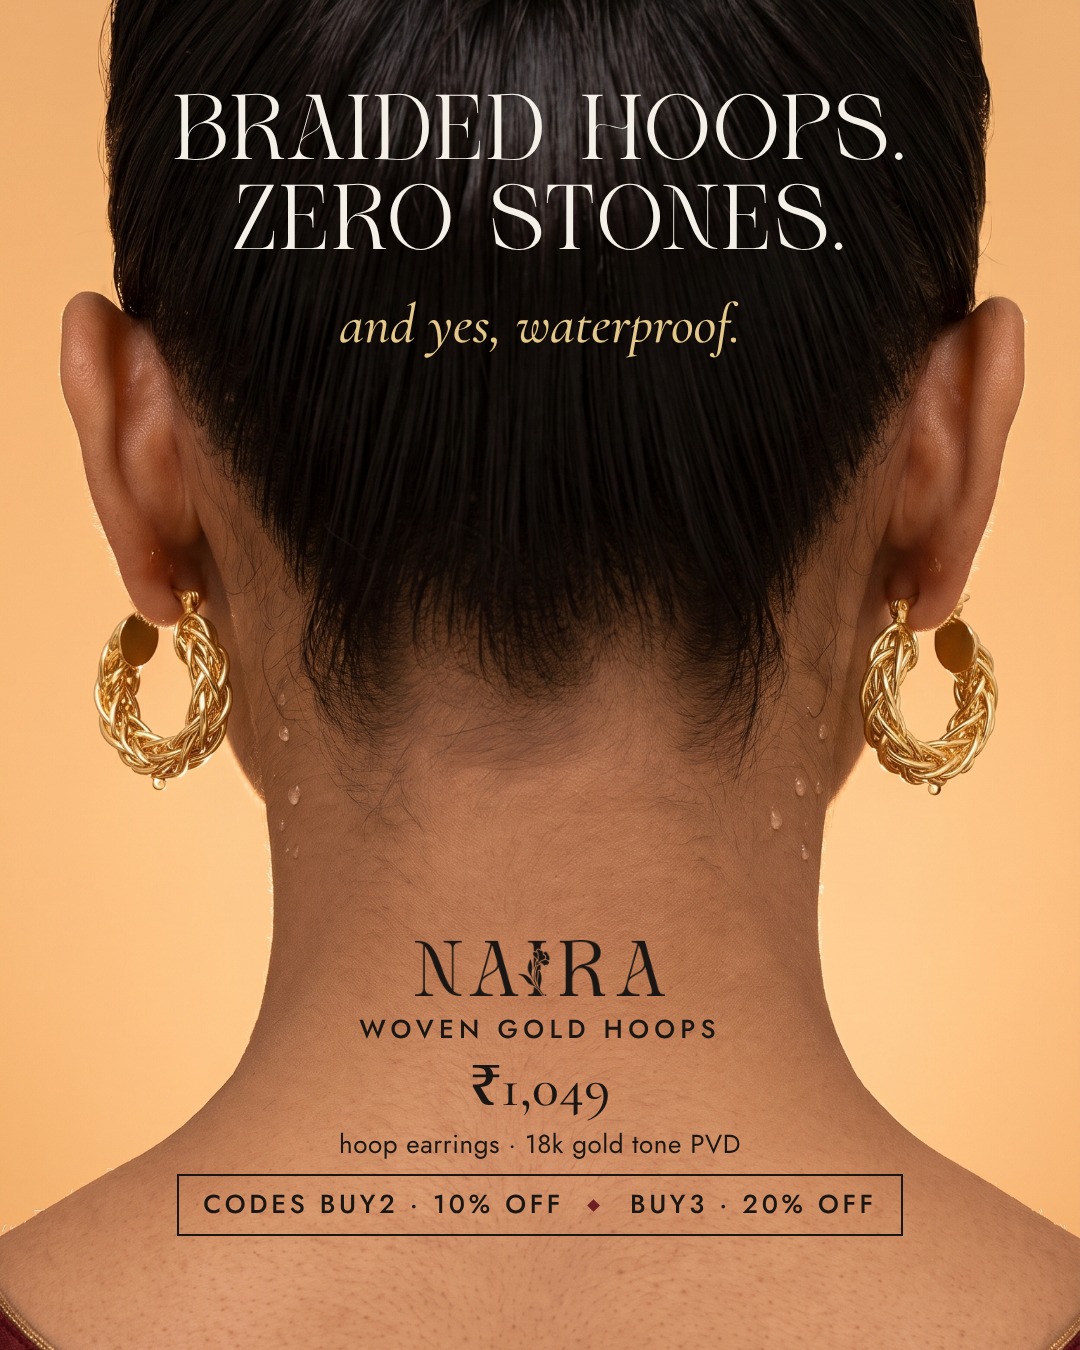 BRAIDED HOOPS.
ZERO STONES.
and yes, waterproof.
NAIRA
WOVEN GOLD HOOPS
₹1,049
hoop earrings · 18k gold tone PVD
CODES BUY2 · 10% OFF ◆ BUY3 · 20% OFF